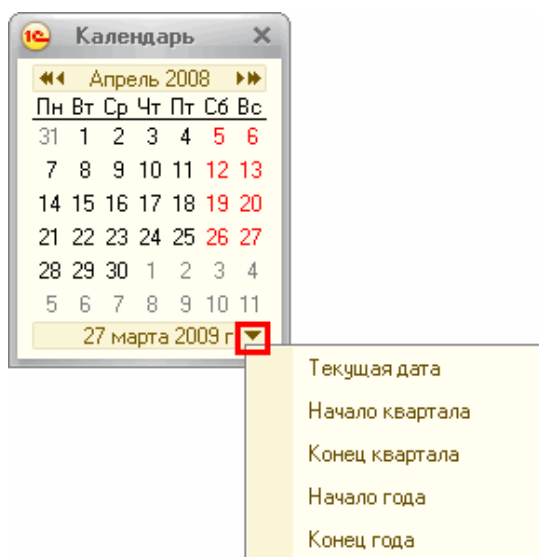 1С Календарь
Апрель 2008
Пн Вт Ср Чт Пт Сб Вс
31 1 2 3 4 5 6
7 8 9 10 11 12 13
14 15 16 17 18 19 20
21 22 23 24 25 26 27
28 29 30 1 2 3 4
5 6 7 8 9 10 11
27 марта 2009 г
Текущая дата
Начало квартала
Конец квартала
Начало года
Конец года